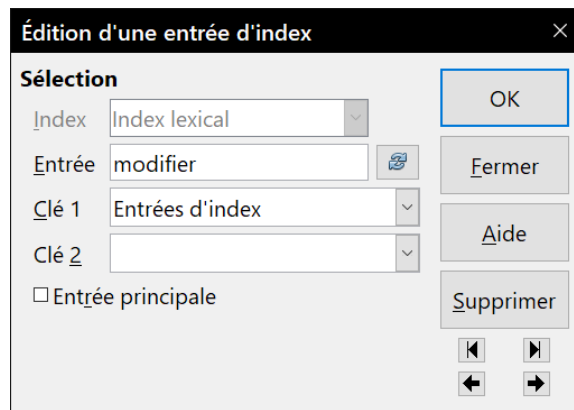 Édition d'une entrée d'index
Sélection
Index Index lexical
Entrée modifier
Clé 1 Entrées d'index
Clé 2
Entrée principale
OK
Fermer
Aide
Supprimer